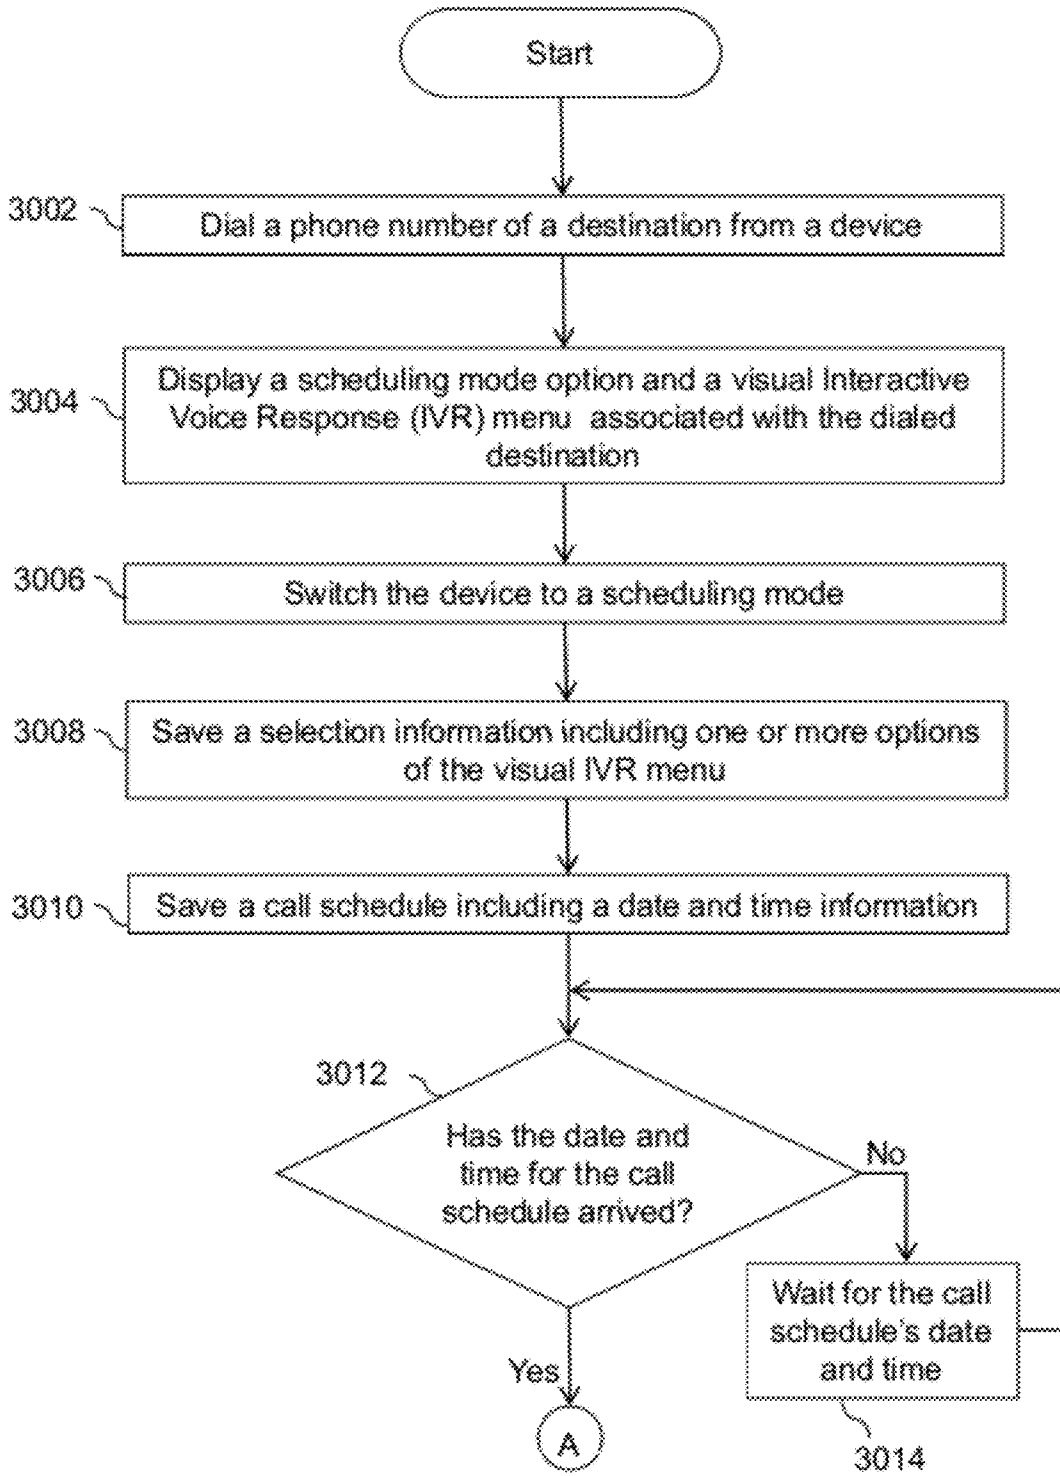 Start
3002
Dial a phone number of a destination from a device
3004
Display a scheduling mode option and a visual Interactive
Voice Response (IVR) menu associated with the dialed
destination
3006
Switch the device to a scheduling mode
3008
Save a selection information including one or more options
of the visual IVR menu
3010
Save a call schedule including a date and time information
3012
Has the date and
time for the call
schedule arrived?
No
Wait for the call
schedule's date
and time
Yes
A
3014